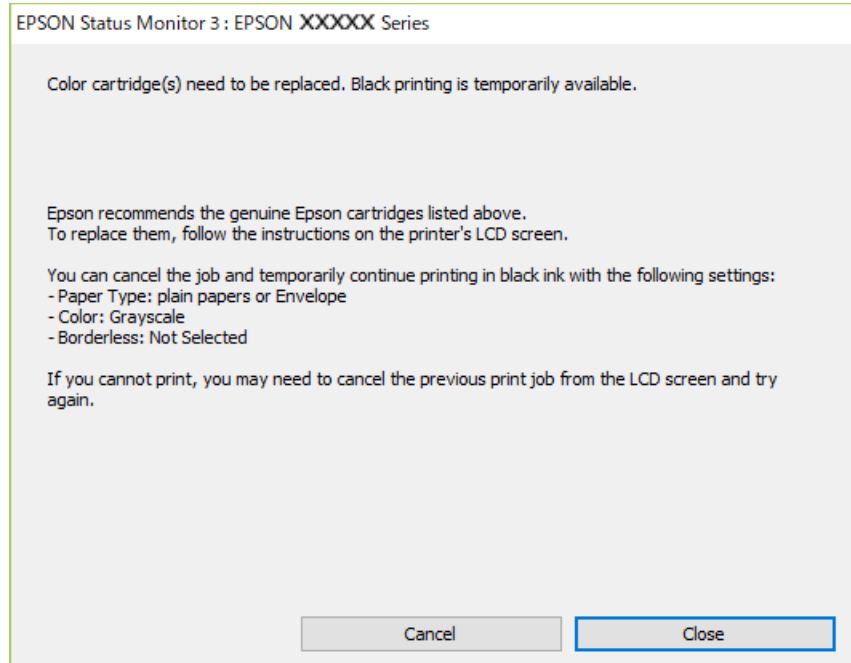 EPSON Status Monitor 3 : EPSON XXXXX Series
Color cartridge(s) need to be replaced. Black printing is temporarily available.
Epson recommends the genuine Epson cartridges listed above.
To replace them, follow the instructions on the printer's LCD screen.
You can cancel the job and temporarily continue printing in black ink with the following settings:
- Paper Type: plain papers or Envelope
- Color: Grayscale
- Borderless: Not Selected
If you cannot print, you may need to cancel the previous print job from the LCD screen and try
again.
Cancel Close